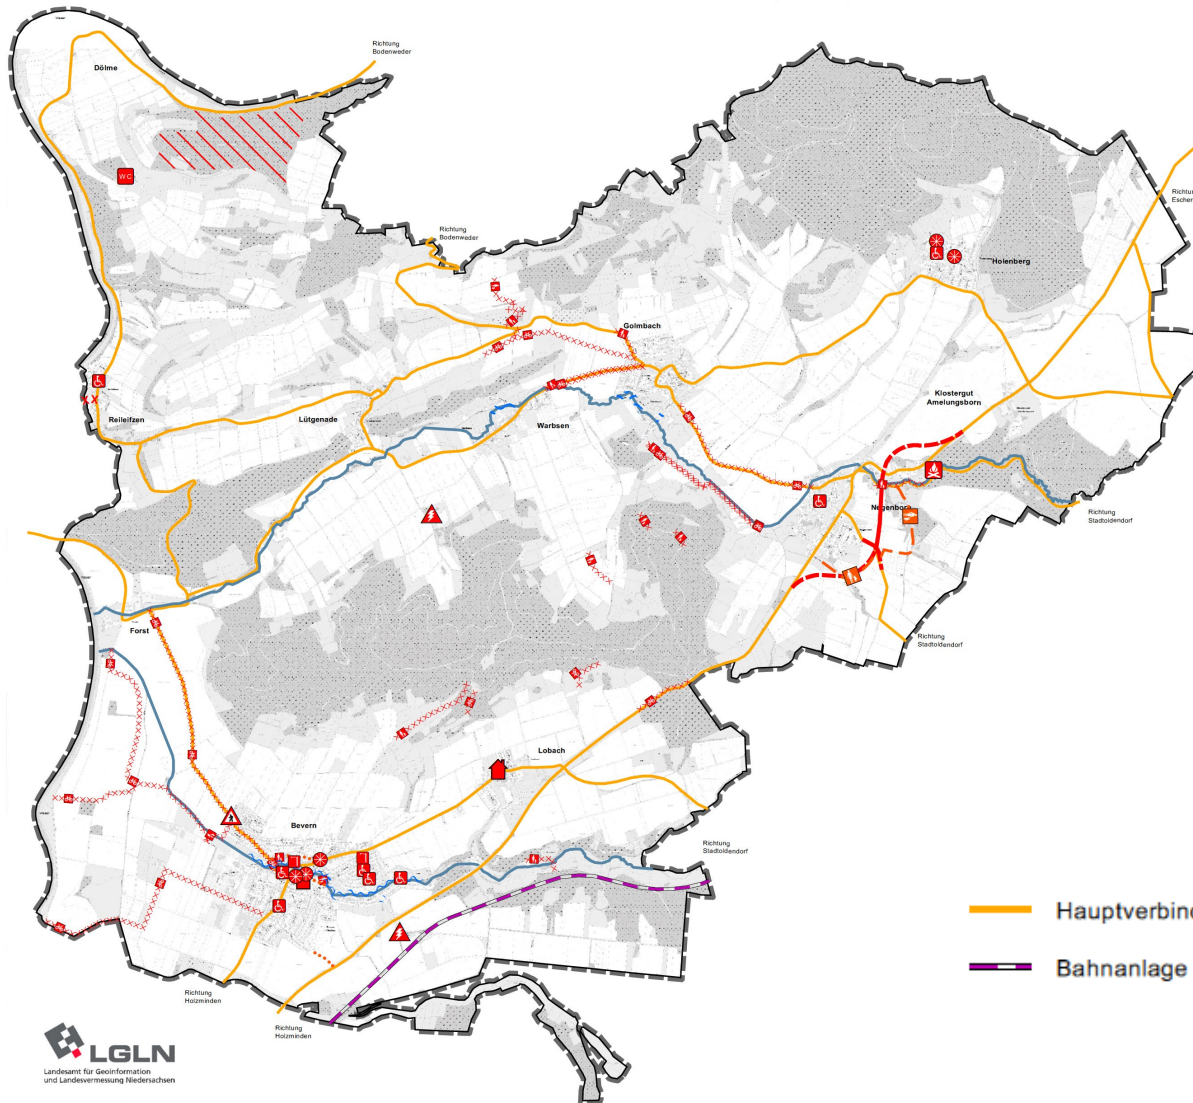 Richtung
Bodenweder
Dölme
WC
Richtung
Escher
Richtung
Bodenweder
Holenberg
Golmbach
Klostergut
Amelungsborn
Reileifzen
Lütgenade
Warbsen
Negenborn
Richtung
Stadtoldendorf
Forst
Richtung
Stadtoldendorf
Lobach
Bevern
Richtung
Stadtoldendorf
Hauptverbin
Bahnanlage
Richtung
Holzminden
Richtung
Holzminden
LGLN
Landesamt für Geoinformation
und Landesvermessung Niedersachsen